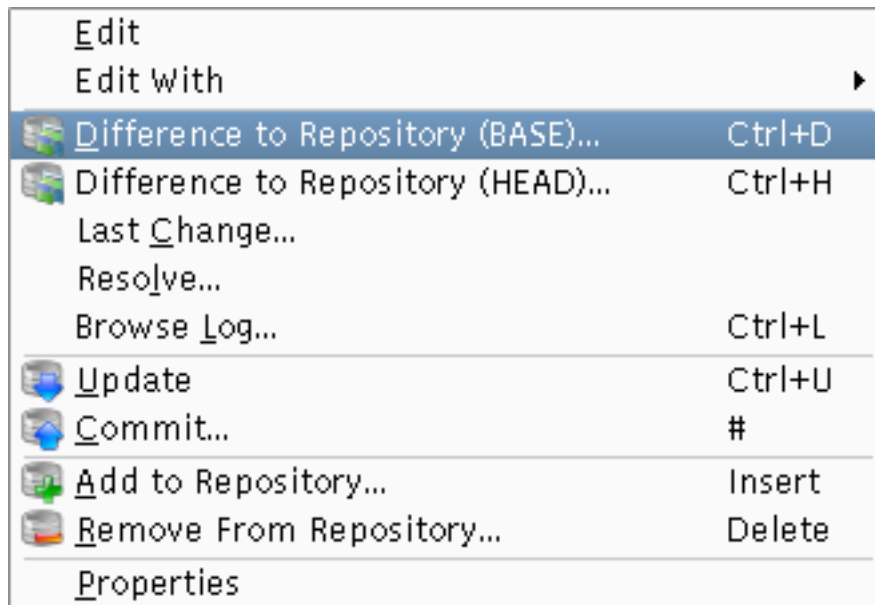 Edit
Edit With
Difference to Repository (BASE)... Ctrl+D
Difference to Repository (HEAD)... Ctrl+H
Last Change...
Resolve...
Browse Log... Ctrl+L
Update Ctrl+U
Commit... #
Add to Repository... Insert
Remove From Repository... Delete
Properties